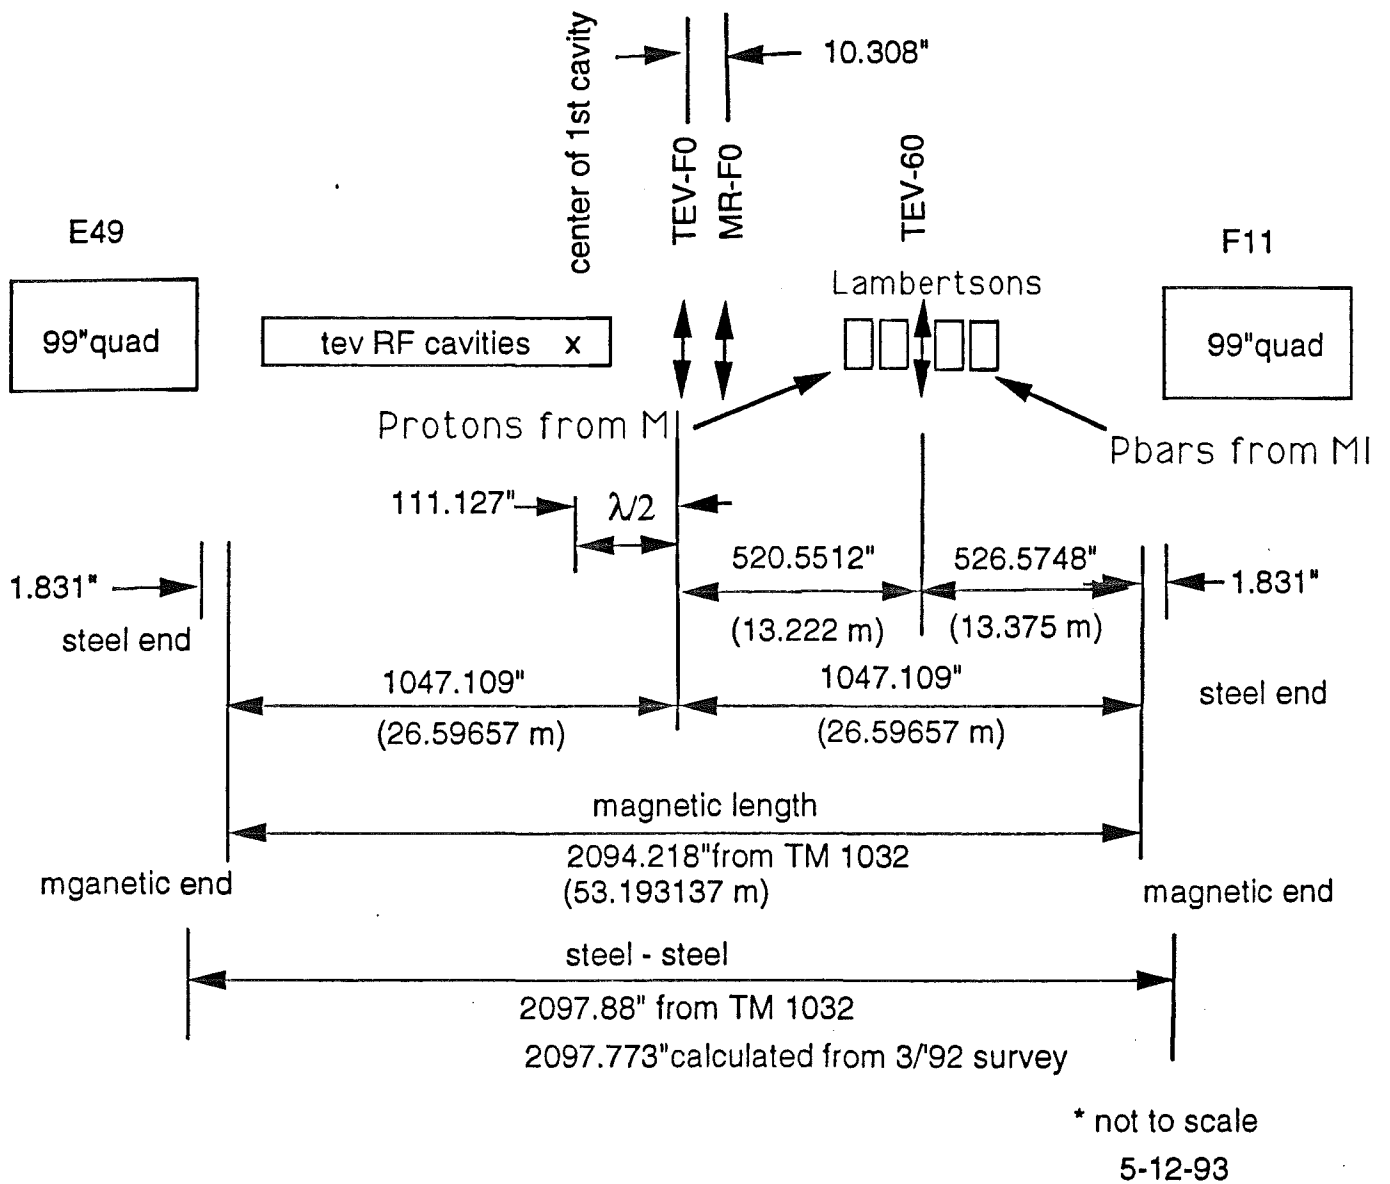 center of 1st cavity
10.308"
TEV-F0
MR-F0
TEV-60
E49
F11
Lambertsons
99"quad
tev RF cavities x
99"quad
Protons from M
Pbars from MI
111.127"
λ/2
520.5512"
526.5748"
1.831"
1.831"
(13.222 m)
(13.375 m)
steel end
1047.109"
1047.109"
steel end
(26.59657 m)
(26.59657 m)
magnetic length
2094.218"from TM 1032
mganetic end
(53.193137 m)
magnetic end
steel - steel
2097.88" from TM 1032
2097.773"calculated from 3/'92 survey
* not to scale
5-12-93